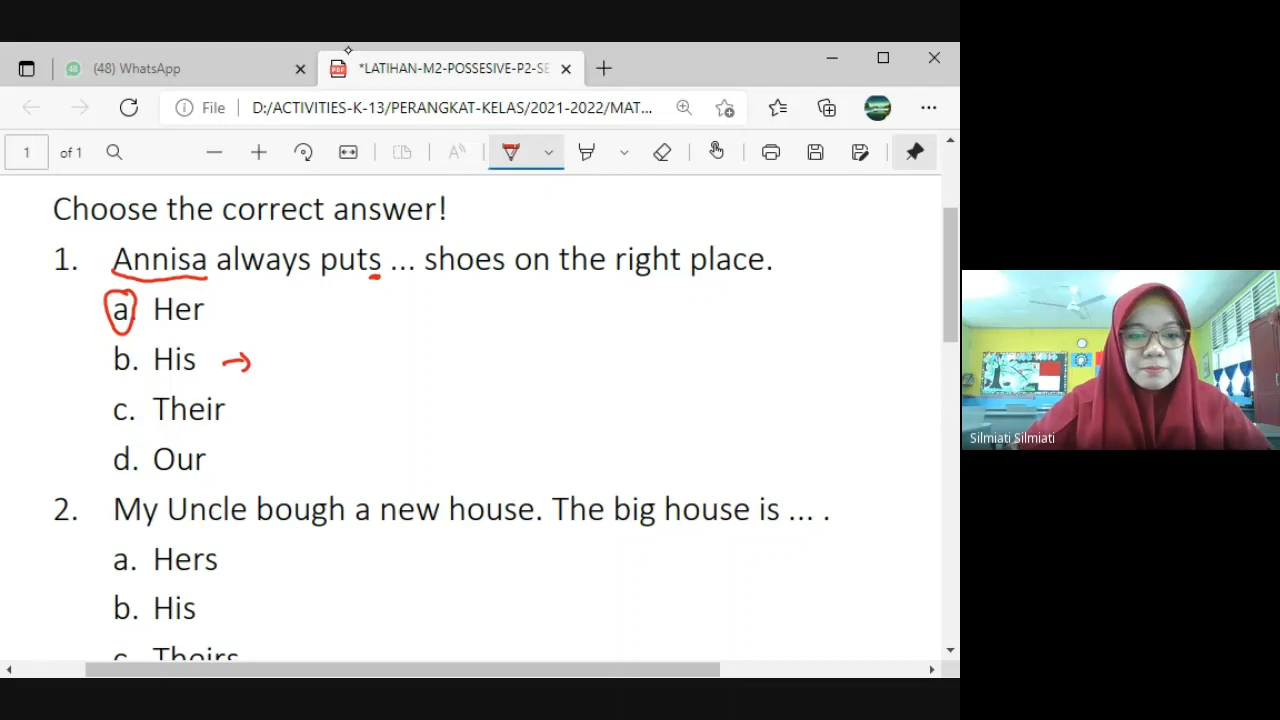 (48) WhatsApp
*LATIHAN-M2-POSSESIVE-P2-SE
File
D:/ACTIVITIES-K-13/PERANGKAT-KELAS/2021-2022/MAT...
1 of 1
Choose the correct answer!
1. Annisa always puts ... shoes on the right place.
a. Her
b. His
c. Their
d. Our
2. My Uncle bough a new house. The big house is ... .
a. Hers
b. His
c. Theirs
Silmiati Silmiati